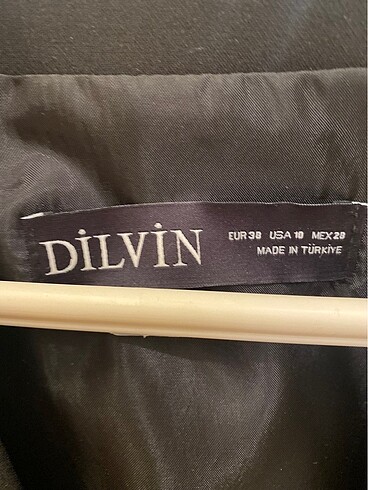 DİLVİN
EUR 38 USA 10 MEX 28
MADE IN TÜRKİYE